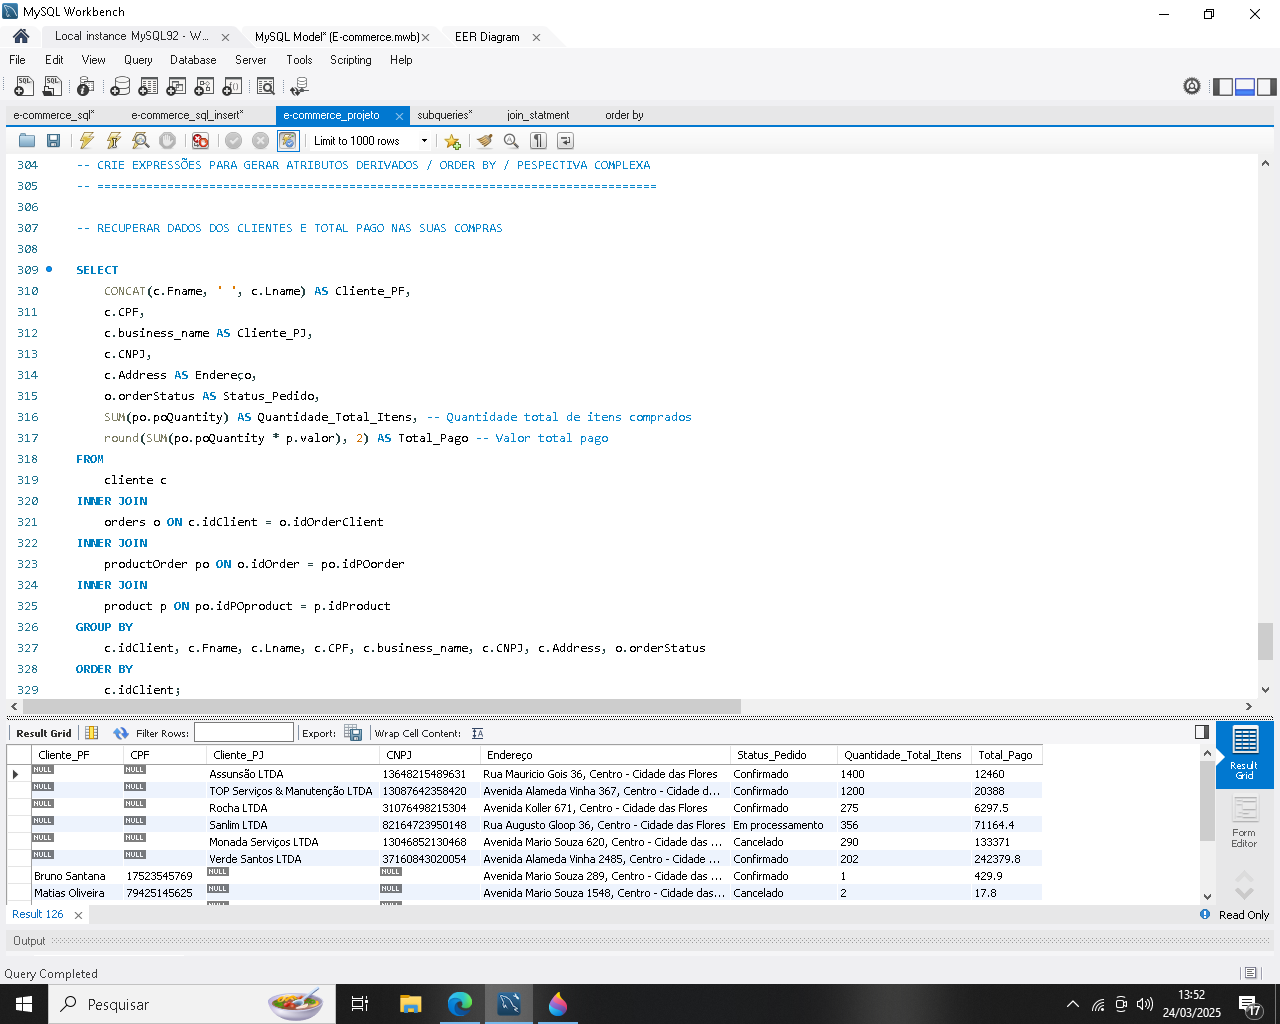 MySQL Workbench
Local instance MySQL92 - W... MySQL Model* (E-commerce.mwb) EER Diagram
File Edit View Query Database Server Tools Scripting Help
e-commerce_sql* e-commerce_sql_insert* e-commerce_projeto subqueries* join_statment order by
Limit to 1000 rows
304 -- CRIE EXPRESSÕES PARA GERAR ATRIBUTOS DERIVADOS / ORDER BY / PESPECTIVA COMPLEXA
305 -- ================================================================================
306
307 -- RECUPERAR DADOS DOS CLIENTES E TOTAL PAGO NAS SUAS COMPRAS
308
309 SELECT
310 CONCAT(c.Fname, ' ', c.Lname) AS Cliente_PF,
311 c.CPF,
312 c.business_name AS Cliente_PJ,
313 c.CNPJ,
314 c.Address AS Endereço,
315 o.orderStatus AS Status_Pedido,
316 SUM(po.poQuantity) AS Quantidade_Total_Itens, -- Quantidade total de itens comprados
317 round(SUM(po.poQuantity * p.valor), 2) AS Total_Pago -- Valor total pago
318 FROM
319 cliente c
320 INNER JOIN
321 orders o ON c.idClient = o.idOrderClient
322 INNER JOIN
323 productOrder po ON o.idOrder = po.idPOorder
324 INNER JOIN
325 product p ON po.idPOproduct = p.idProduct
326 GROUP BY
327 c.idClient, c.Fname, c.Lname, c.CPF, c.business_name, c.CNPJ, c.Address, o.orderStatus
328 ORDER BY
329 c.idClient;
Result Grid Filter Rows: Export: Wrap Cell Content:
Cliente_PF CPF Cliente_PJ CNPJ Endereço Status_Pedido Quantidade_Total_Itens Total_Pago
NULL NULL Assunsão LTDA 13648215489631 Rua Mauricio Gois 36, Centro - Cidade das Flores Confirmado 1400 12460
NULL NULL TOP Serviços & Manutenção LTDA 13087642358420 Avenida Alameda Vinha 367, Centro - Cidade d... Confirmado 1200 20388
NULL NULL Rocha LTDA 31076498215304 Avenida Koller 671, Centro - Cidade das Flores Confirmado 275 6297.5
NULL NULL Sanlim LTDA 82164723950148 Rua Augusto Gloop 36, Centro - Cidade das Flores Em processamento 356 71164.4
NULL NULL Monada Serviços LTDA 13046852130468 Avenida Mario Souza 620, Centro - Cidade das ... Cancelado 290 133371
NULL NULL Verde Santos LTDA 37160843020054 Avenida Alameda Vinha 2485, Centro - Cidade ... Confirmado 202 242379.8
Bruno Santana 17523545769 NULL NULL Avenida Mario Souza 289, Centro - Cidade das... Confirmado 1 429.9
Matias Oliveira 79425145625 NULL NULL Avenida Mario Souza 1548, Centro - Cidade das... Cancelado 2 17.8
Result Grid
Form Editor
Result 126 Read Only
Output
Query Completed
Pesquisar
13:52
24/03/2025
17